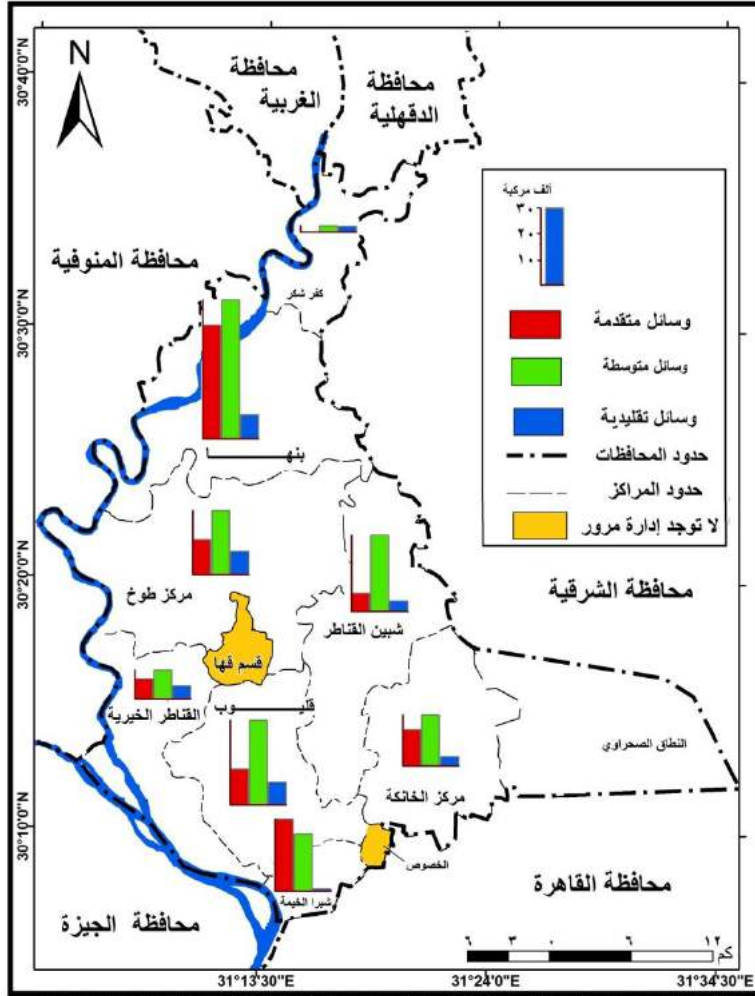 N
30°40'0"N
30°30'0"N
30°20'0"N
30°10'0"N
محافظة
الغربية
محافظة
الدقهلية
محافظة المنوفية
كفر شكر
بنهـــا
مركز طوخ
شبين القناطر
قسم قها
القناطر الخيرية
قليـــوب
مركز الخانكة
الخصوص
شبرا الخيمة
محافظة الشرقية
النطاق الصحراوي
محافظة القاهرة
محافظة الجيزة
ألف مركبة
٣٠
٢٠
١٠
وسائل متقدمة
وسائل متوسطة
وسائل تقليدية
حدود المحافظات
حدود المراكز
لا توجد إدارة مرور
٦ ٣ ٠ ٦ ١٢
كم
31°13'30"E
31°24'0"E
31°34'30"E